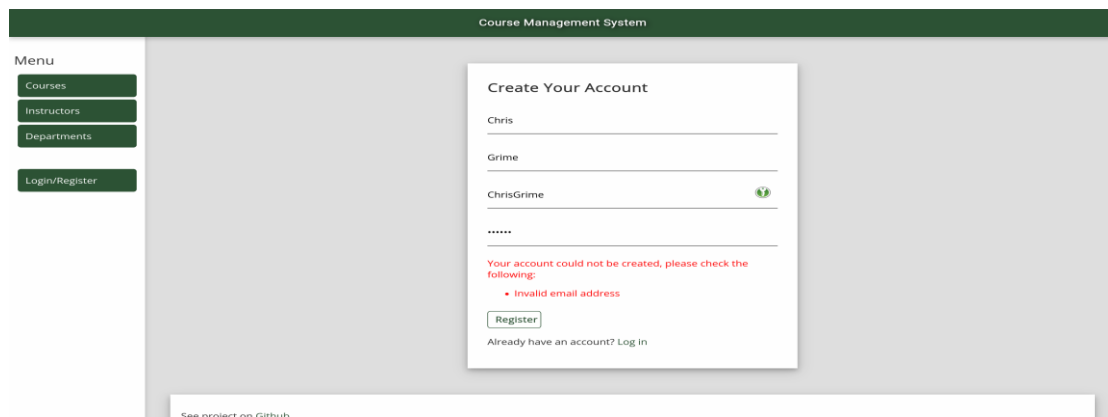 Course Management System
Menu
Courses
Instructors
Departments
Login/Register
Create Your Account
Chris
Grime
ChrisGrime
••••••
Your account could not be created, please check the
following:
• Invalid email address
Register
Already have an account? Log in
See project on Github